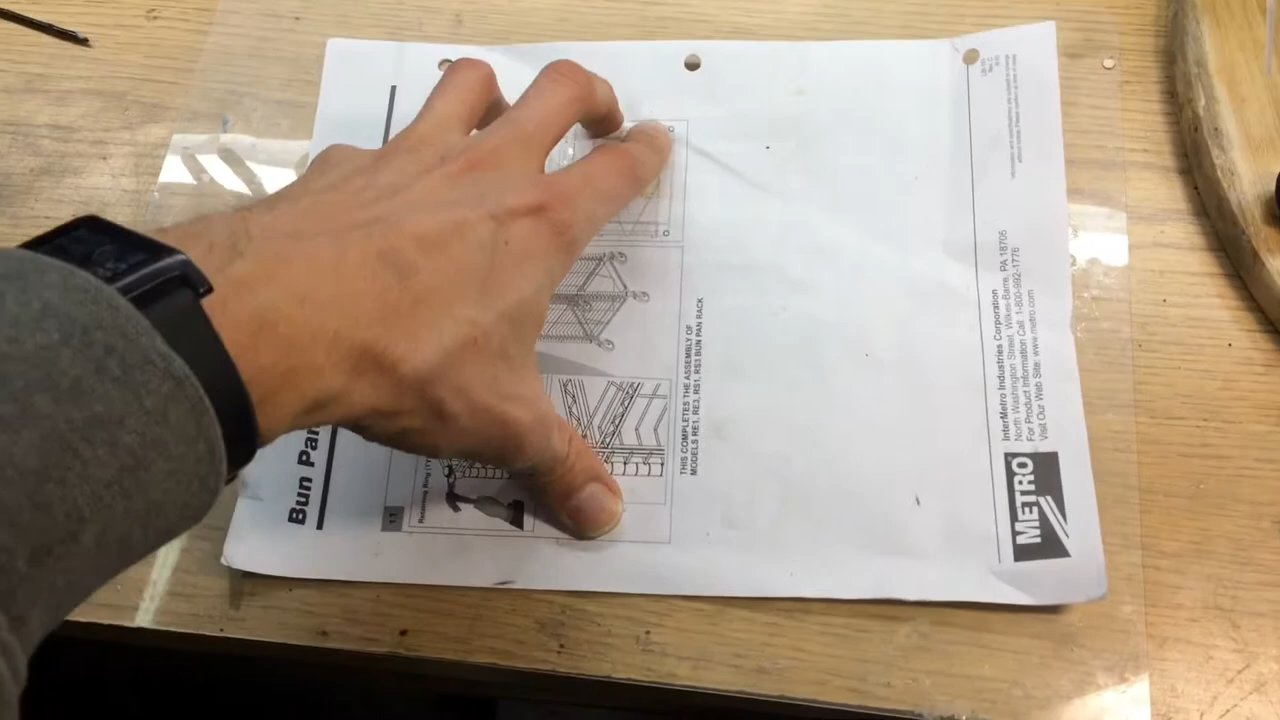 Bun Pan
11
Retaining Ring
THIS COMPLETES THE ASSEMBLY OF
MODELS RE1, RE3, RS1, RS3 BUN PAN RACK
METRO
InterMetro Industries Corporation
North Washington Street, Wilkes-Barre, PA 18705
For Product Information Call: 1-800-992-1776
Visit Our Web Site: www.metro.com